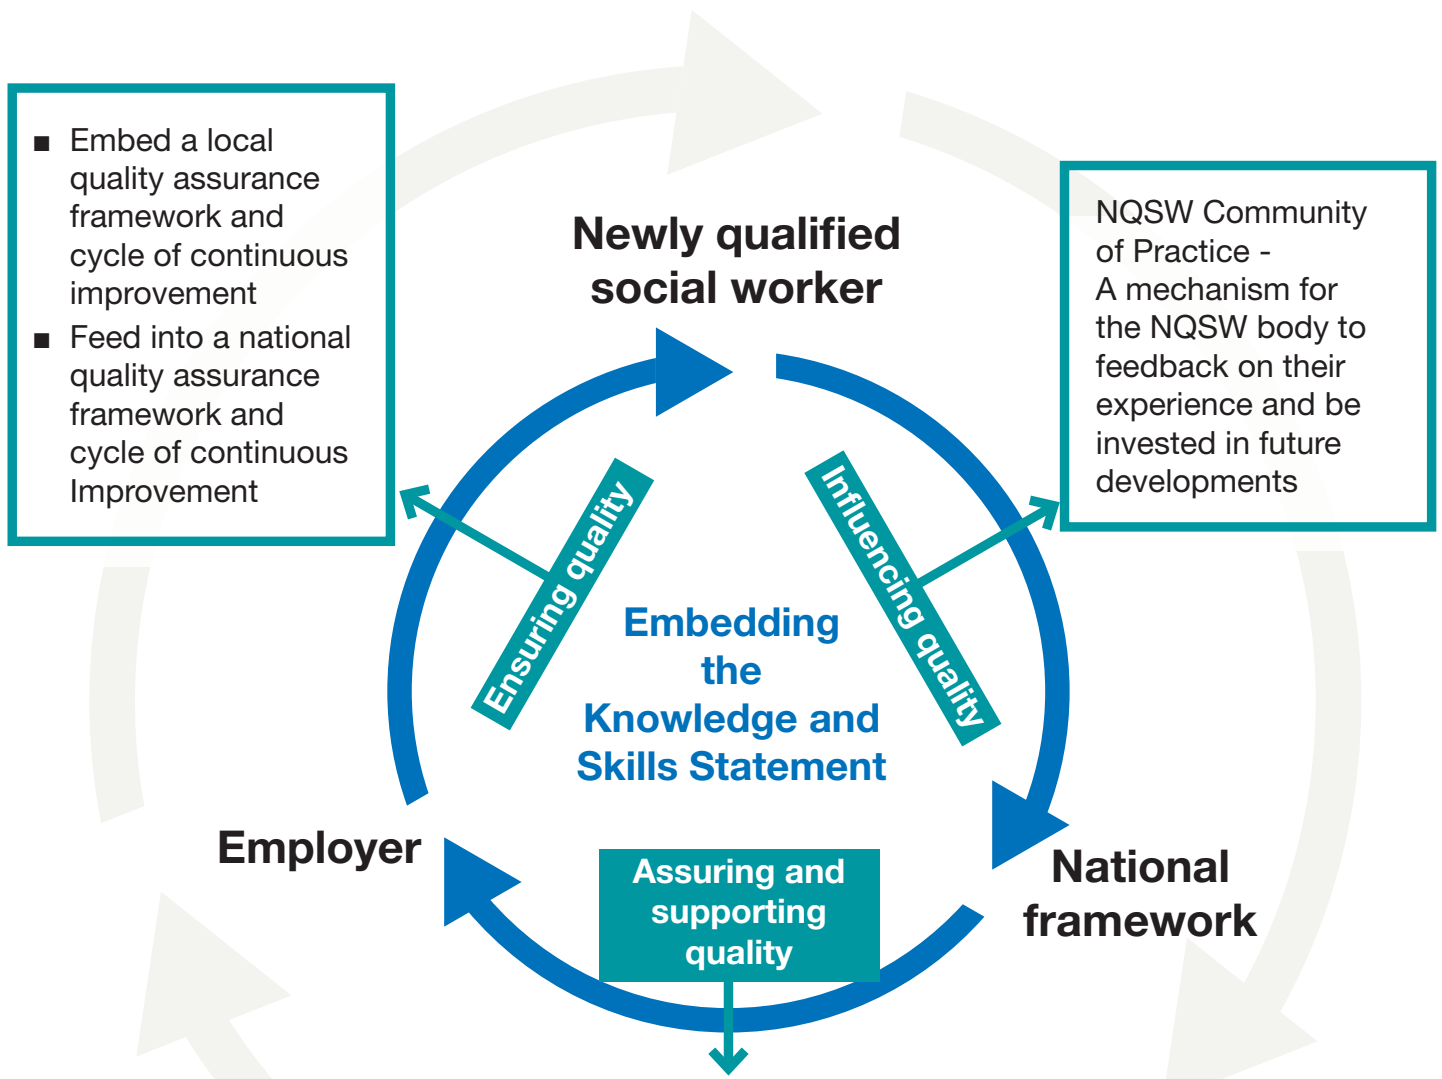 ■ Embed a local
quality assurance
framework and
cycle of continuous
improvement
■ Feed into a national
quality assurance
framework and
cycle of continuous
Improvement
Newly qualified
social worker
NQSW Community
of Practice -
A mechanism for
the NQSW body to
feedback on their
experience and be
invested in future
developments
Ensuring quality
Influencing quality
Embedding
the
Knowledge and
Skills Statement
Employer
Assuring and
supporting
quality
National
framework